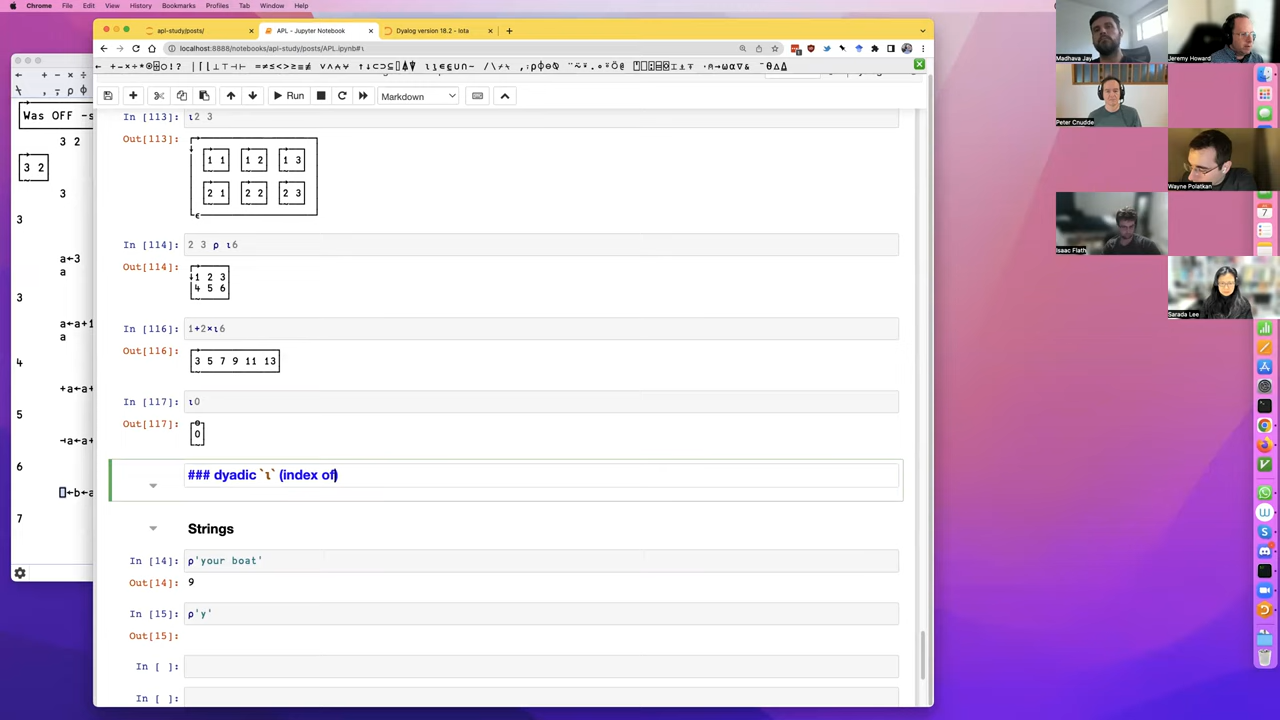 Chrome File Edit View History Bookmarks Profiles Tab Window Help
apl-study/posts/
APL - Jupyter Notebook
Dyalog version 18.2 - Iota
localhost:8888/notebooks/apl-study/posts/APL.ipynb#⍳
Run
Markdown
Was OFF -s
3 2
3 2
3
3
a←3
a
3
a←a+1
a
4
+a←a+
5
⊣a←a+
6
⎕←b←a
7
In [113]: ⍳2 3
Out[113]:
1 1 1 2 1 3
2 1 2 2 2 3
In [114]: 2 3 ⍴ ⍳6
Out[114]:
1 2 3
4 5 6
In [116]: 1+2×⍳6
Out[116]:
3 5 7 9 11 13
In [117]: ⍳0
Out[117]:
0
### dyadic `⍳` (index of)
Strings
In [14]: ⍴'your boat'
Out[14]: 9
In [15]: ⍴'y'
Out[15]:
In [ ]:
In [ ]:
Madhava Jay
Jeremy Howard
Peter Cnudde
Wayne Polatkan
Isaac Flath
Sarada Lee